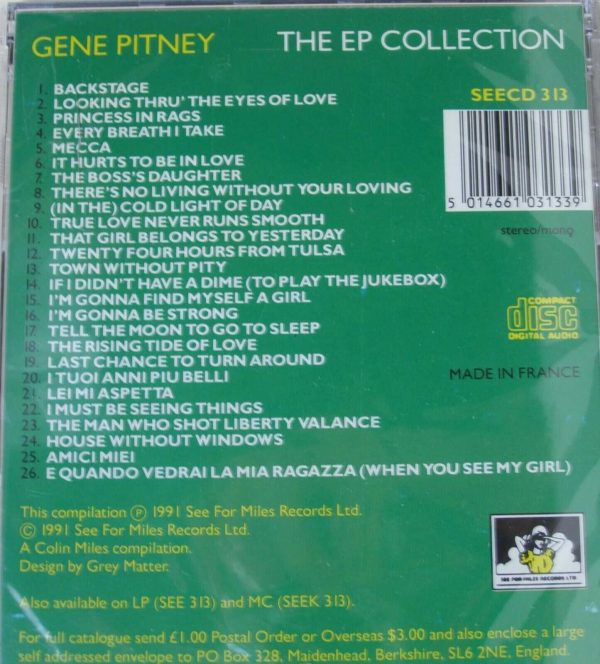 GENE PITNEY THE EP COLLECTION
SEECD 313
1. BACKSTAGE
2. LOOKING THRU' THE EYES OF LOVE
3. PRINCESS IN RAGS
4. EVERY BREATH I TAKE
5. MECCA
6. IT HURTS TO BE IN LOVE
7. THE BOSS'S DAUGHTER
8. THERE'S NO LIVING WITHOUT YOUR LOVING
9. (IN THE) COLD LIGHT OF DAY
10. TRUE LOVE NEVER RUNS SMOOTH
11. THAT GIRL BELONGS TO YESTERDAY
12. TWENTY FOUR HOURS FROM TULSA
13. TOWN WITHOUT PITY
14. IF I DIDN'T HAVE A DIME (TO PLAY THE JUKEBOX)
15. I'M GONNA FIND MYSELF A GIRL
16. I'M GONNA BE STRONG
17. TELL THE MOON TO GO TO SLEEP
18. THE RISING TIDE OF LOVE
19. LAST CHANCE TO TURN AROUND
20. I TUOI ANNI PIU BELLI
21. LEI MI ASPETTA
22. I MUST BE SEEING THINGS
23. THE MAN WHO SHOT LIBERTY VALANCE
24. HOUSE WITHOUT WINDOWS
25. AMICI MIEI
26. E QUANDO VEDRAI LA MIA RAGAZZA (WHEN YOU SEE MY GIRL)
5 014661 031339
stereo/mono
COMPACT
disc
DIGITAL AUDIO
MADE IN FRANCE
This compilation ℗ 1991 See For Miles Records Ltd.
© 1991 See For Miles Records Ltd.
A Colin Miles compilation.
Design by Grey Matter.
SEE FOR MILES RECORDS LTD
Also available on LP (SEE 313) and MC (SEEK 313).
For full catalogue send £1.00 Postal Order or Overseas $3.00 and also enclose a large
self addressed envelope to PO Box 328, Maidenhead, Berkshire, SL6 2NE, England.